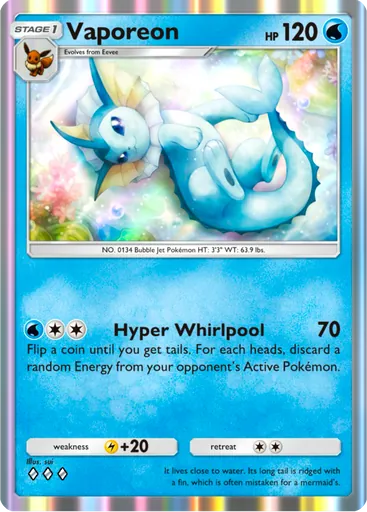 STAGE 1
Vaporeon
HP 120
Evolves from Eevee
NO. 0134 Bubble Jet Pokémon HT: 3'3" WT: 63.9 lbs.
Hyper Whirlpool 70
Flip a coin until you get tails. For each heads, discard a
random Energy from your opponent's Active Pokémon.
weakness +20 retreat
Illus. sui
It lives close to water. Its long tail is ridged with
a fin, which is often mistaken for a mermaid's.